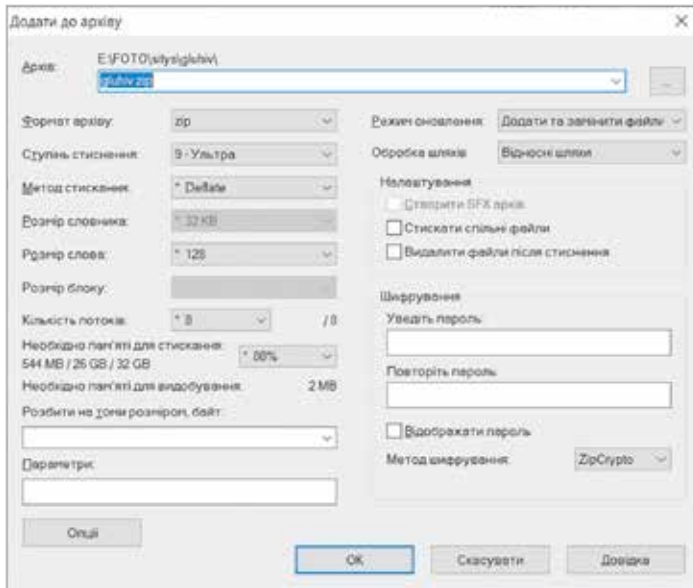 Додати до архіву
Архів:
E:\FOTO\sitys\gluhiv\
gluhiv.zip
...
Формат архіву:
zip
Ступінь стиснення:
9 - Ультра
Метод стискання:
* Deflate
Розмір словника:
* 32 KB
Розмір слова:
* 128
Розмір блоку:
Кількість потоків:
* 8
/ 8
Необхідно пам'яті для стискання:
544 MB / 26 GB / 32 GB
* 80%
Необхідно пам'яті для видобування:
2 MB
Розбити на томи розміром, байт:
Параметри:
Опції
Режим оновлення:
Додати та замінити файли
Обробка шляхів
Відносні шляхи
Налаштування
Створити SFX архів
Стискати спільні файли
Видалити файли після стиснення
Шифрування
Уведіть пароль:
Повторіть пароль:
Відображати пароль
Метод шифрування:
ZipCrypto
OK
Скасувати
Довідка